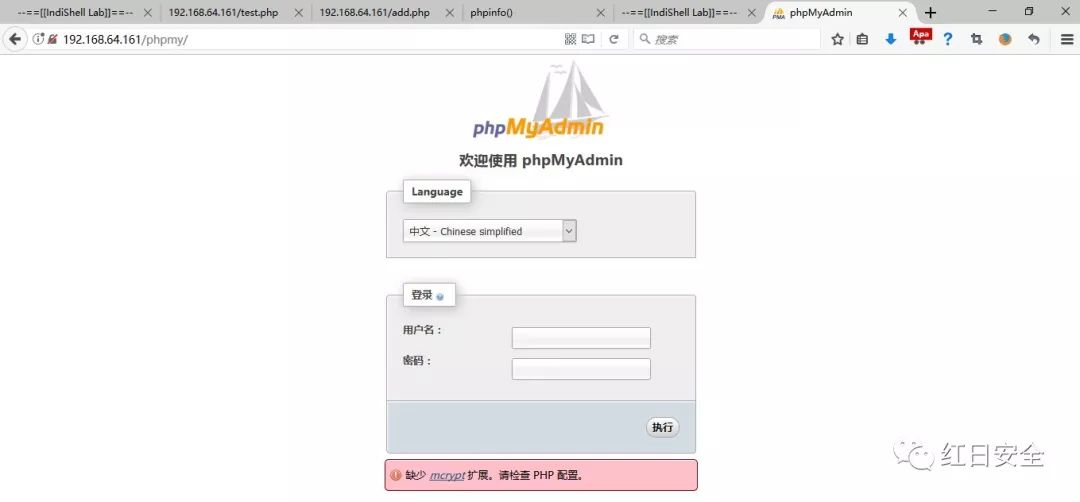 --==[[IndiShell Lab]]==--
192.168.64.161/test.php
192.168.64.161/add.php
phpinfo()
--==[[IndiShell Lab]]==--
PMA
phpMyAdmin
192.168.64.161/phpmy/
搜索
Apa
phpMyAdmin
欢迎使用 phpMyAdmin
Language
中文 - Chinese simplified
登录
用户名：
密码：
执行
缺少 mcrypt 扩展。请检查 PHP 配置。
红日安全